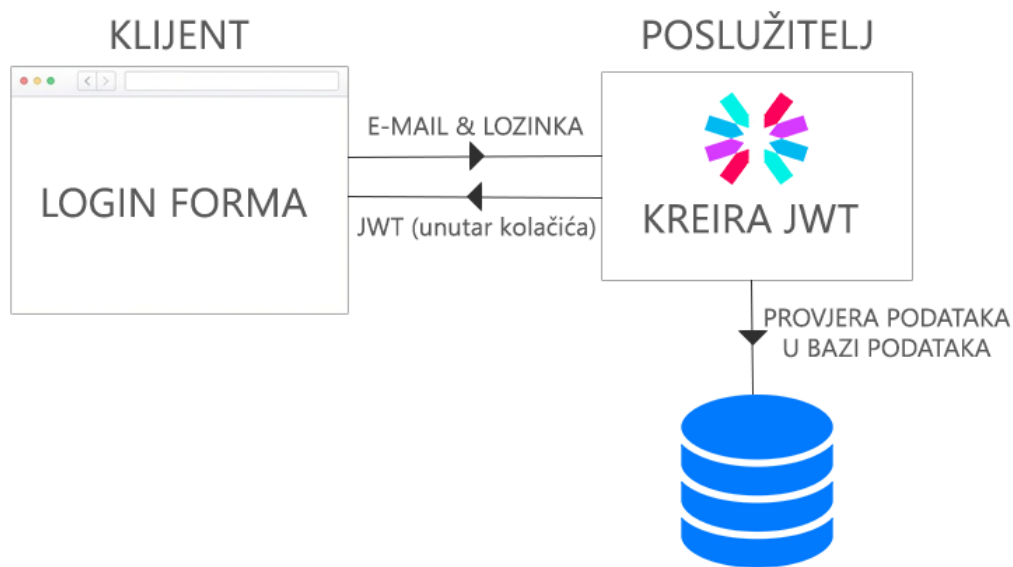 KLIJENT
POSLUŽITELJ
E-MAIL & LOZINKA
LOGIN FORMA
JWT (unutar kolačića)
KREIRA JWT
PROVJERA PODATAKA
U BAZI PODATAKA